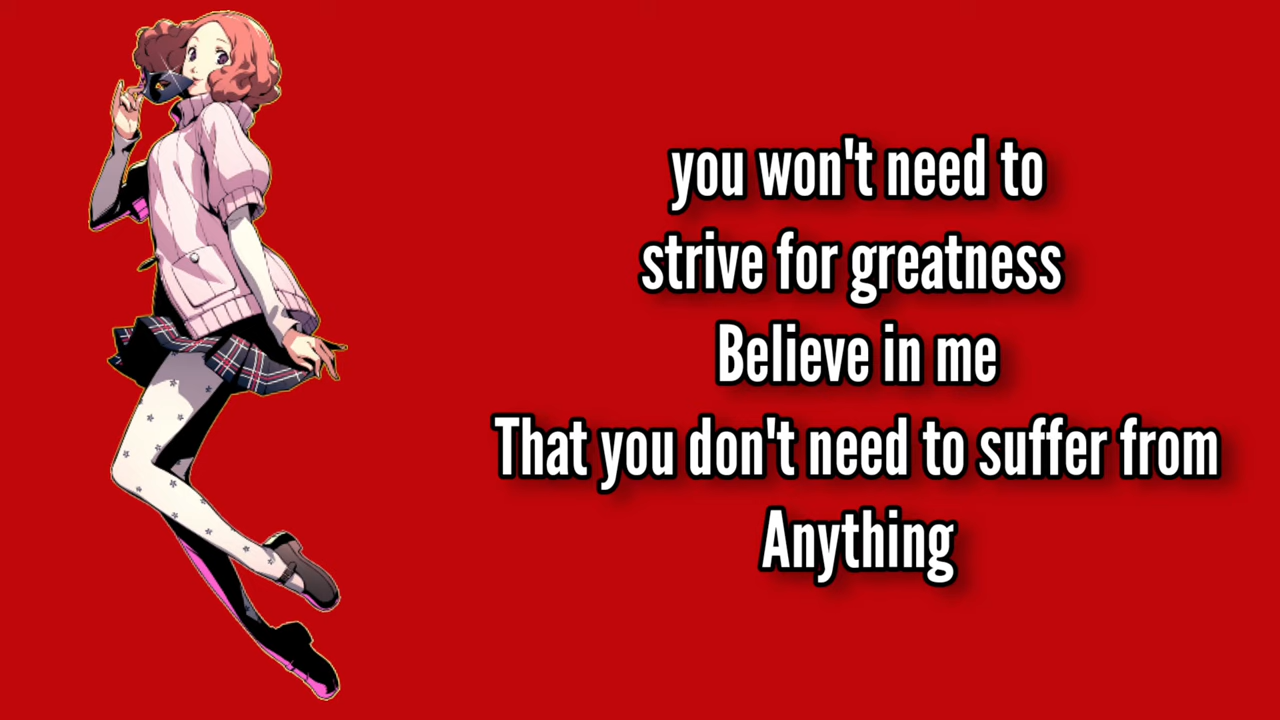 you won't need to
strive for greatness
Believe in me
That you don't need to suffer from
Anything